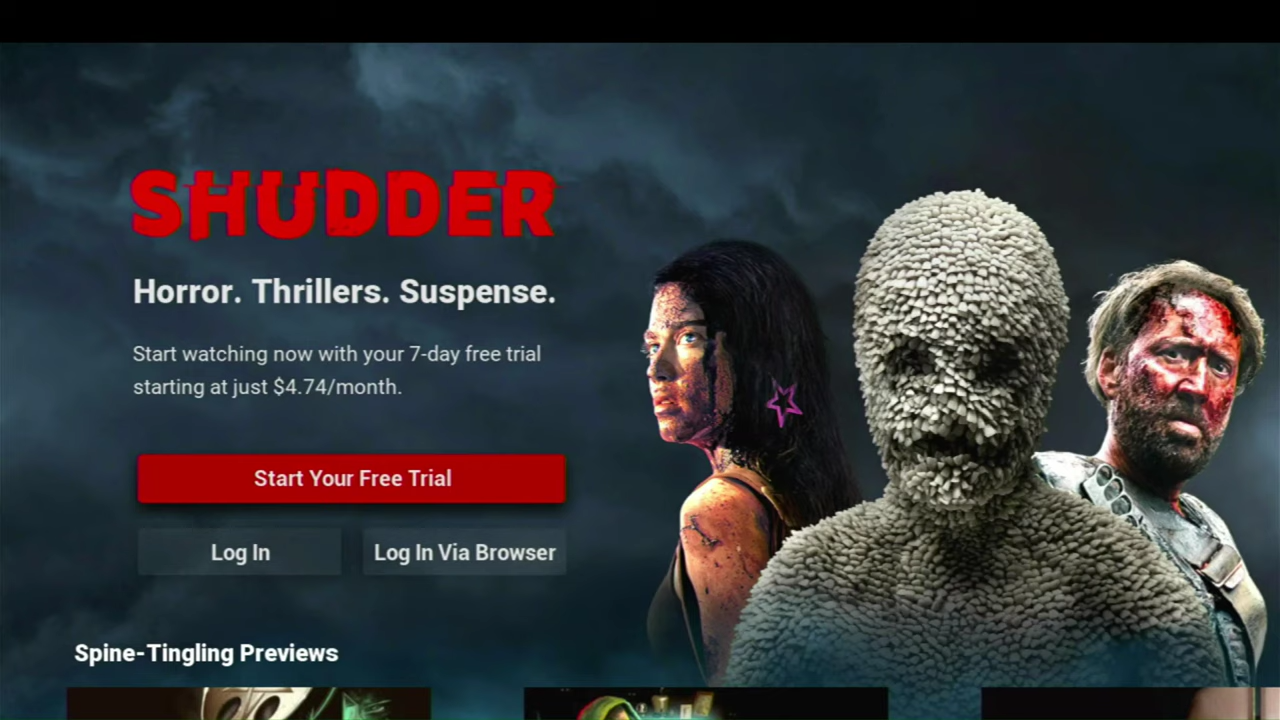 SHUDDER
Horror. Thrillers. Suspense.
Start watching now with your 7-day free trial
starting at just $4.74/month.
Start Your Free Trial
Log In
Log In Via Browser
Spine-Tingling Previews